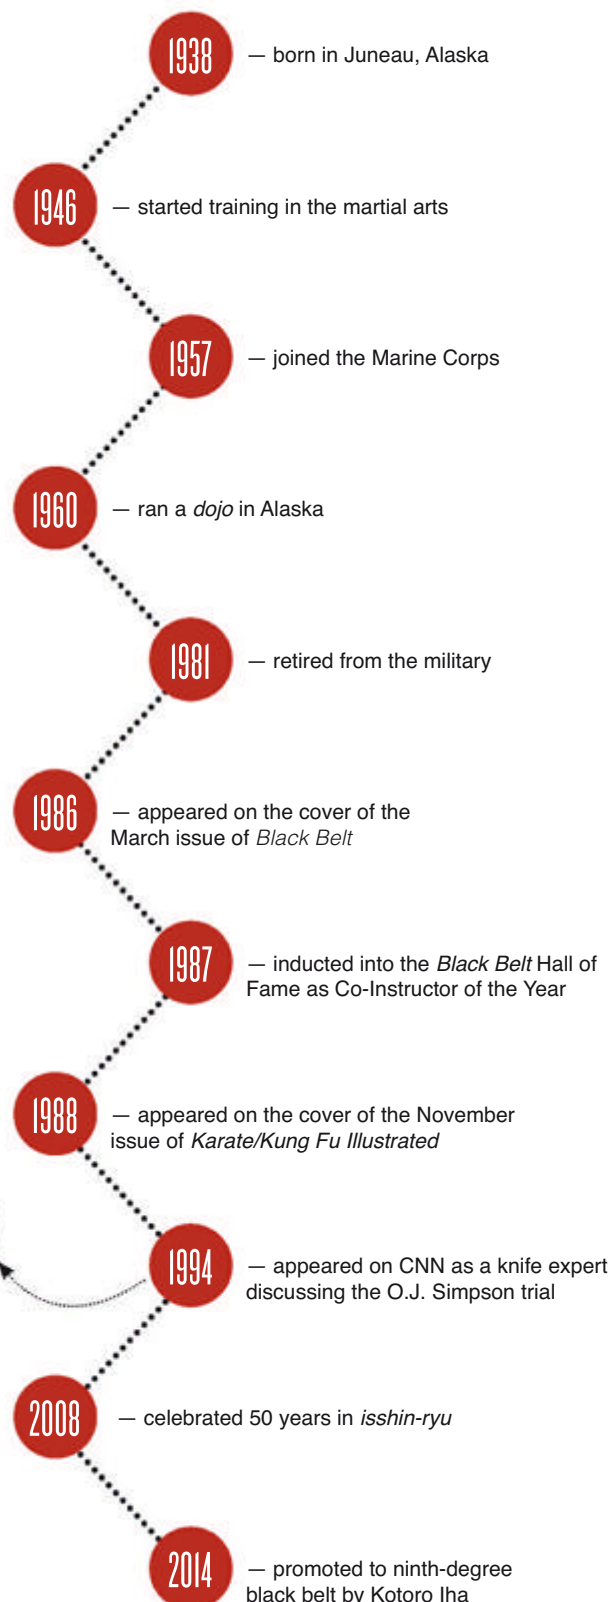 1938 — born in Juneau, Alaska
1946 — started training in the martial arts
1957 — joined the Marine Corps
1960 — ran a dojo in Alaska
1981 — retired from the military
1986 — appeared on the cover of the
March issue of Black Belt
1987 — inducted into the Black Belt Hall of
Fame as Co-Instructor of the Year
1988 — appeared on the cover of the November
issue of Karate/Kung Fu Illustrated
1994 — appeared on CNN as a knife expert
discussing the O.J. Simpson trial
2008 — celebrated 50 years in isshin-ryu
2014 — promoted to ninth-degree
black belt by Kotoro Iha